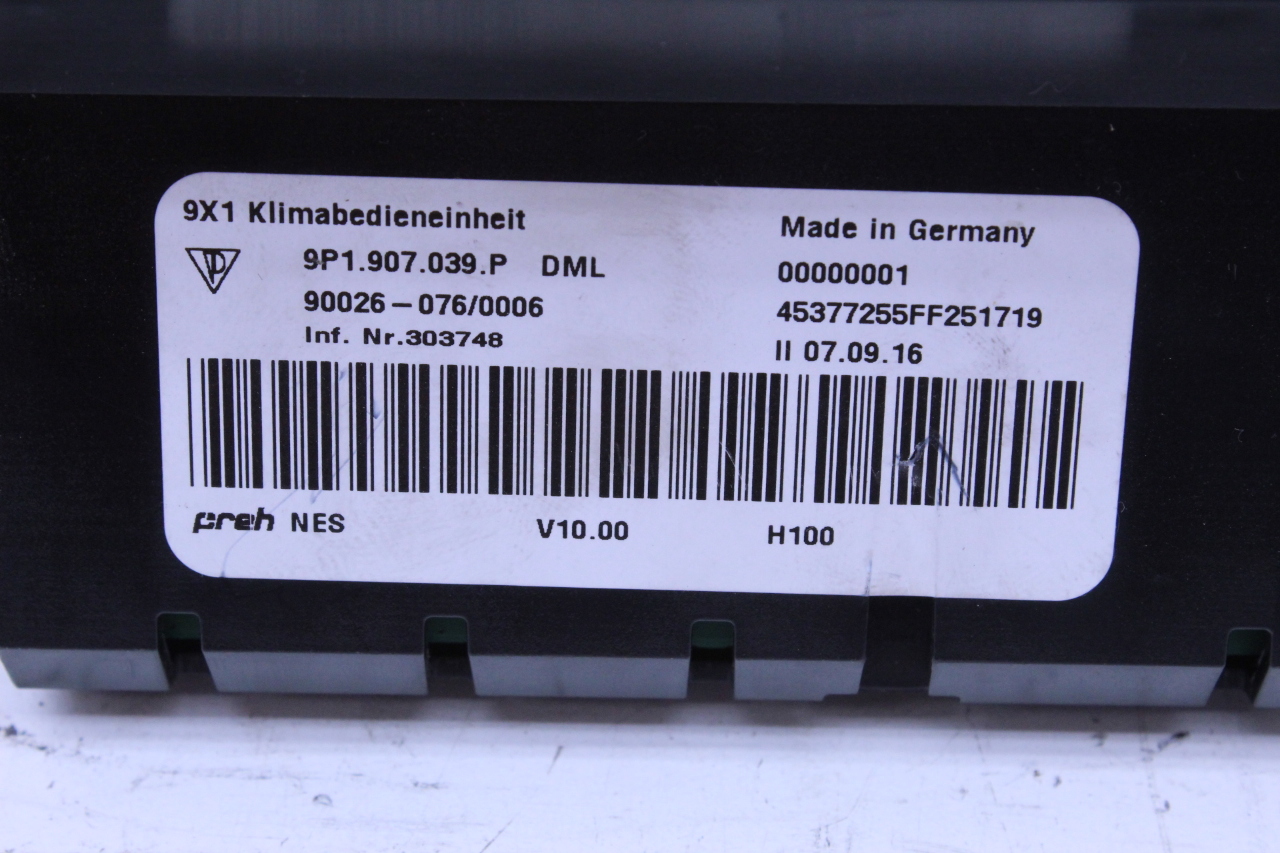 9X1 Klimabedieneinheit
Made in Germany
9P1.907.039.P DML
00000001
90026-076/0006
45377255FF251719
Inf. Nr.303748
II 07.09.16
preh NES
V10.00
H100